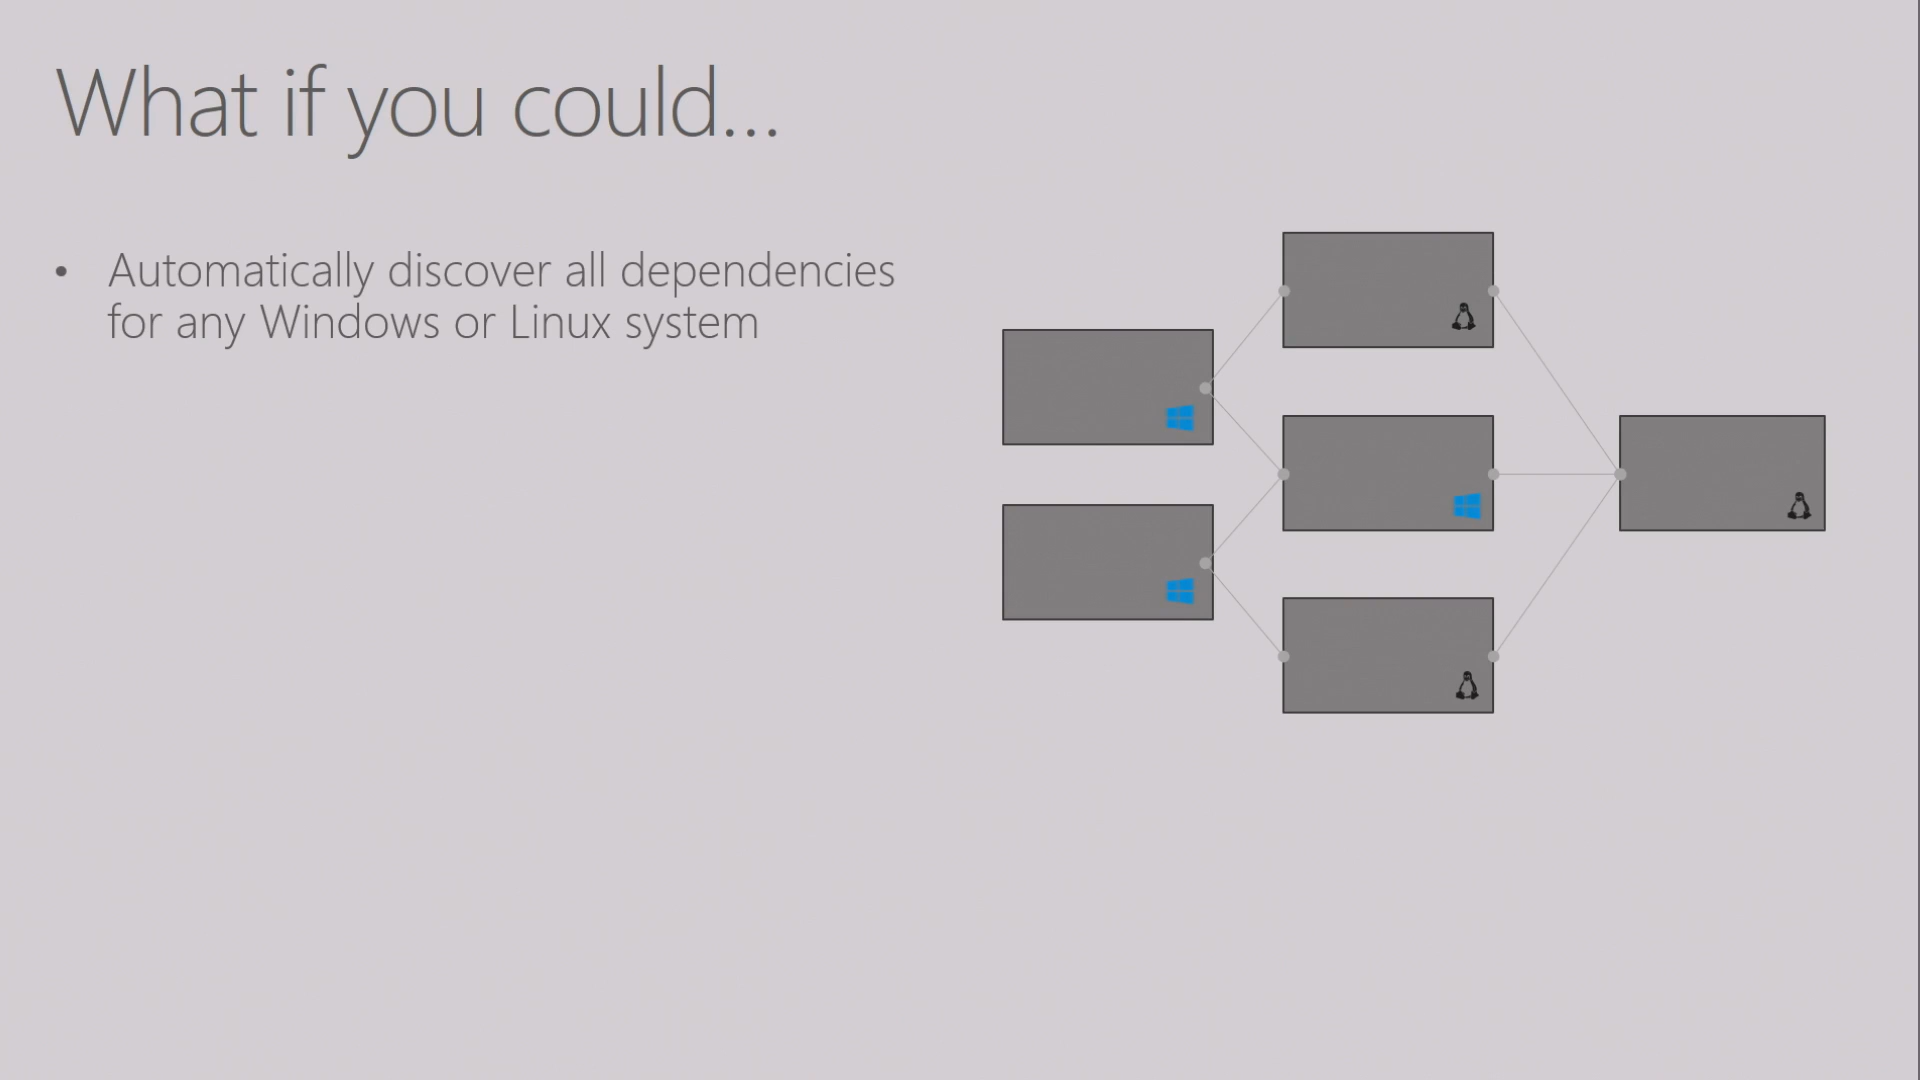 What if you could...
• Automatically discover all dependencies
for any Windows or Linux system